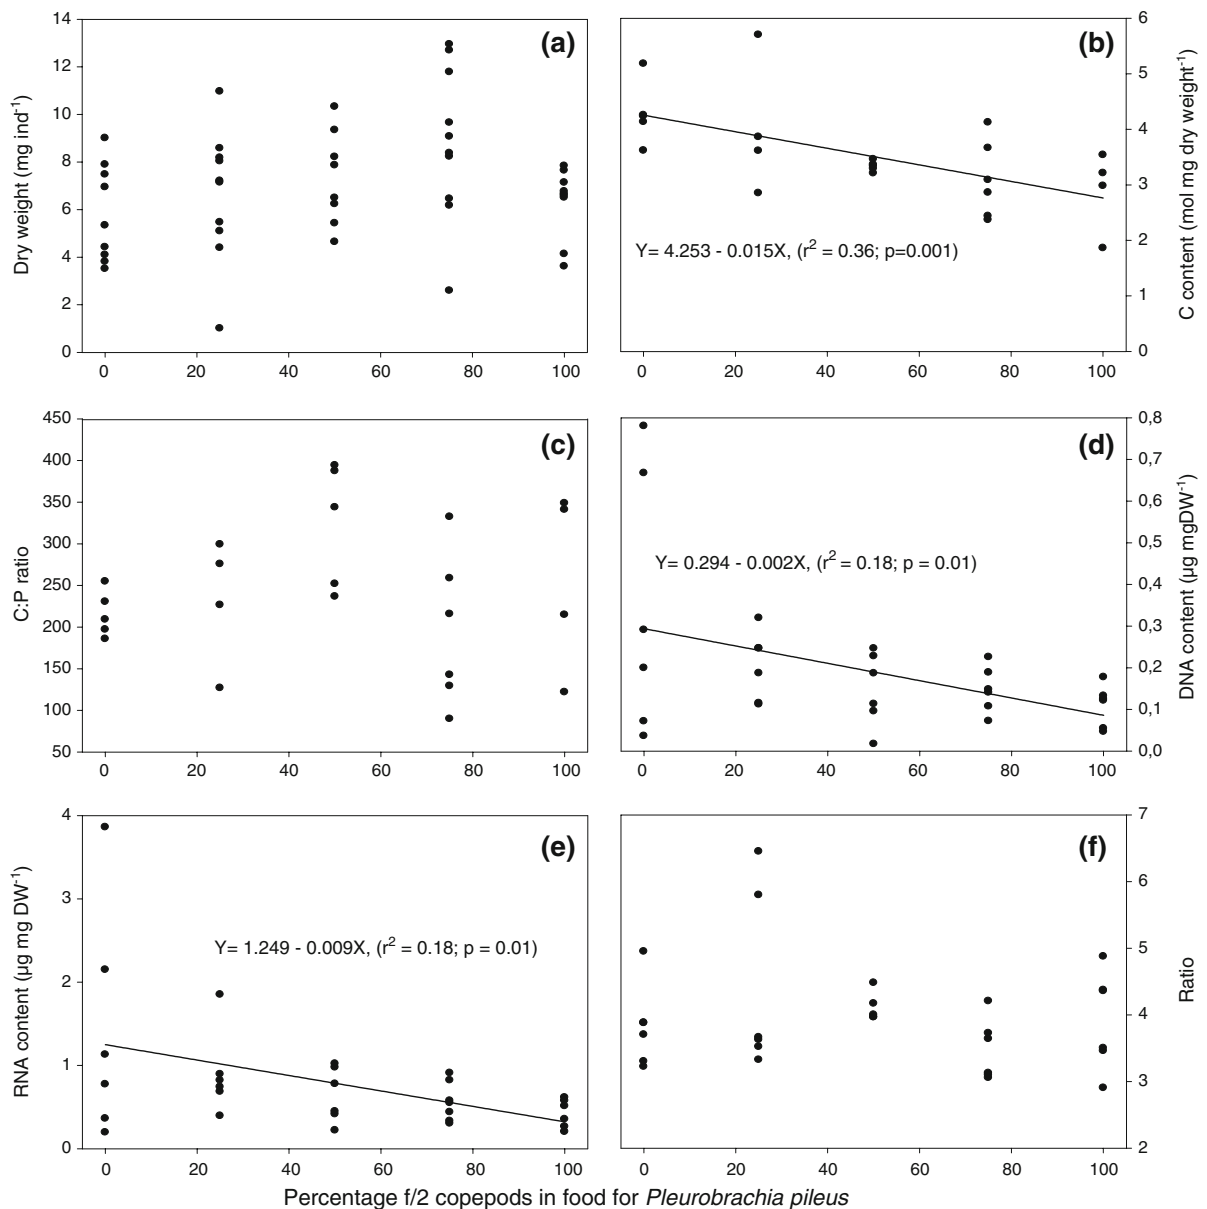 (a)
Dry weight (mg ind⁻¹)
14
12
10
8
6
4
2
0
0 20 40 60 80 100
(b)
C content (mol mg dry weight⁻¹)
6
5
4
3
2
1
0
Y= 4.253 - 0.015X, (r² = 0.36; p=0.001)
0 20 40 60 80 100
(c)
C:P ratio
450
400
350
300
250
200
150
100
50
0 20 40 60 80 100
(d)
DNA content (µg mgDW⁻¹)
0,8
0,7
0,6
0,5
0,4
0,3
0,2
0,1
0,0
Y= 0.294 - 0.002X, (r² = 0.18; p = 0.01)
0 20 40 60 80 100
(e)
RNA content (µg mg DW⁻¹)
4
3
2
1
0
Y= 1.249 - 0.009X, (r² = 0.18; p = 0.01)
0 20 40 60 80 100
(f)
Ratio
7
6
5
4
3
2
0 20 40 60 80 100
Percentage f/2 copepods in food for Pleurobrachia pileus